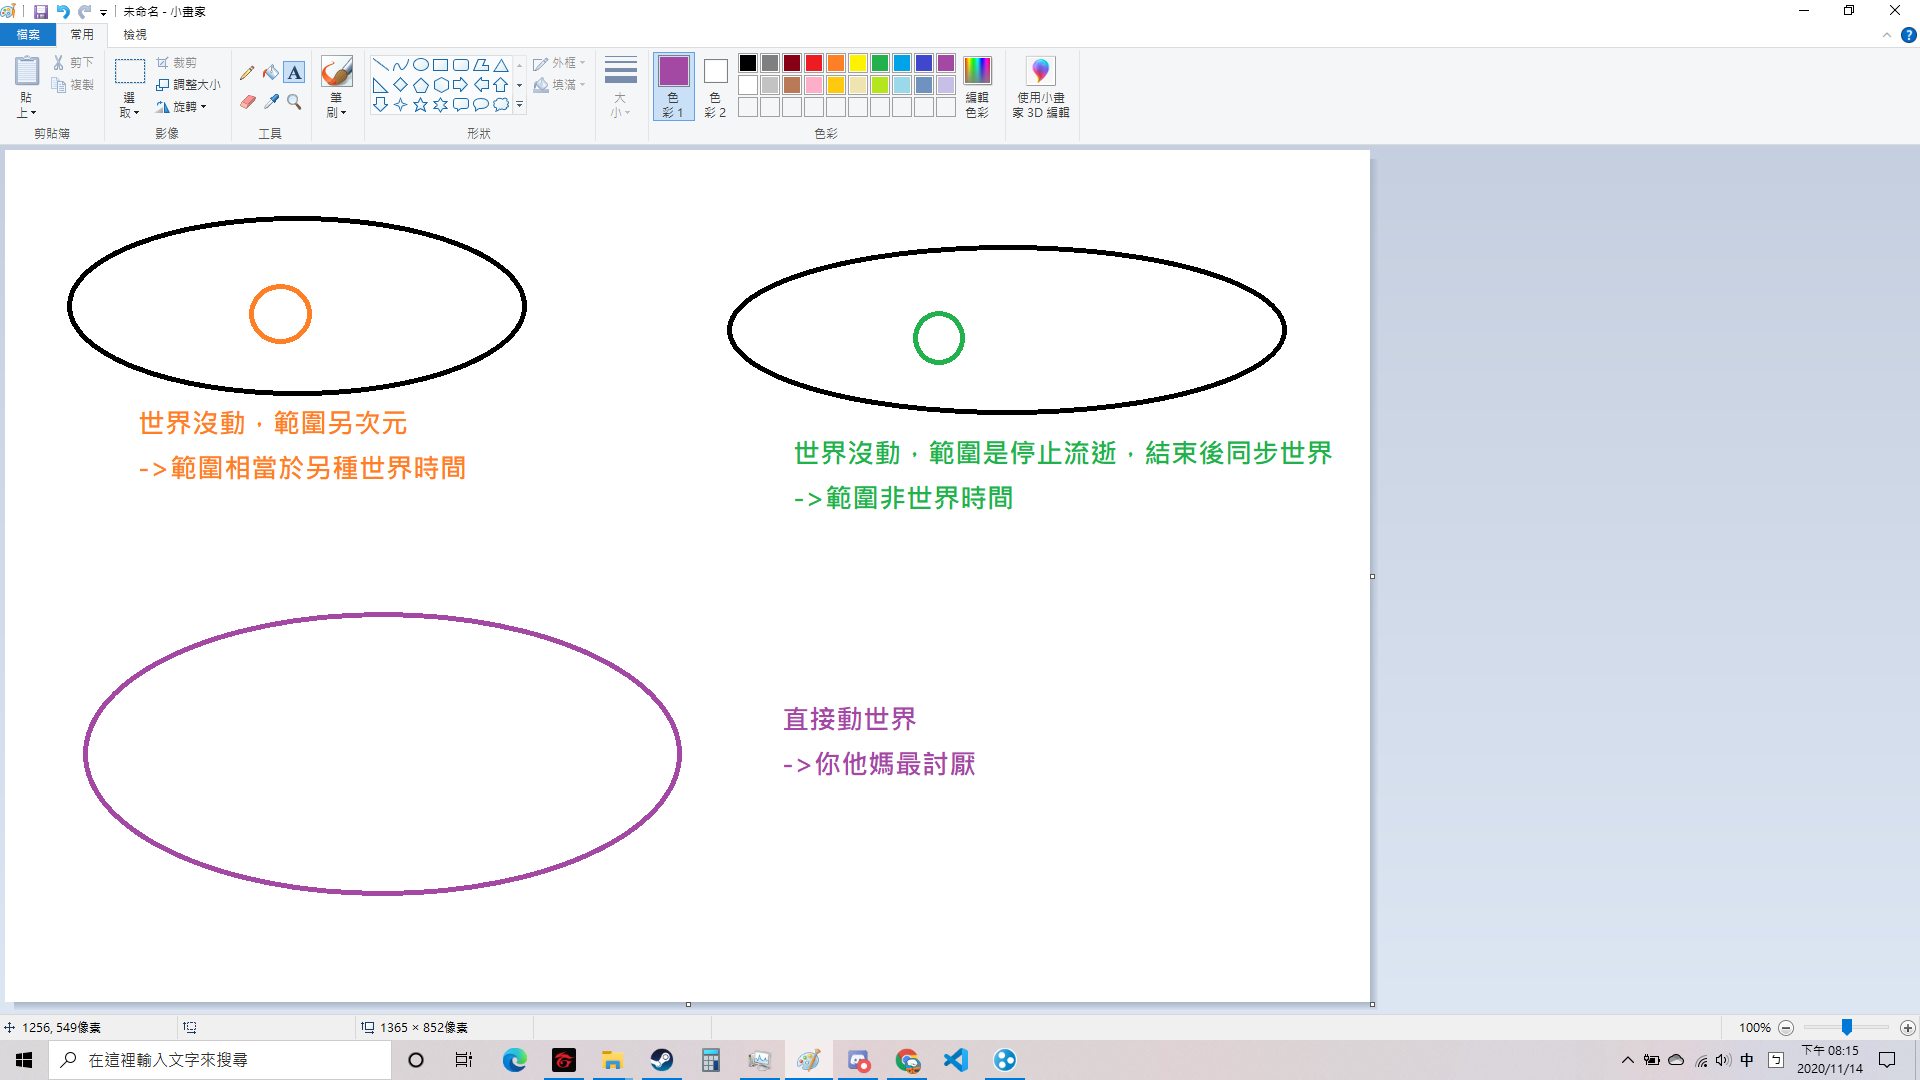 未命名 - 小畫家
檔案 常用 檢視
貼上 剪下 複製 剪貼簿
選取 裁剪 調整大小 旋轉 影像
A
工具
筆刷
外框 填滿 形狀
大小
色彩 1 色彩 2 編輯色彩 色彩
使用小畫家 3D 編輯
世界沒動，範圍另次元
->範圍相當於另種世界時間
世界沒動，範圍是停止流逝，結束後同步世界
->範圍非世界時間
直接動世界
->你他媽最討厭
1256, 549像素
1365 × 852像素
100%
在這裡輸入文字來搜尋
中
下午 08:15
2020/11/14